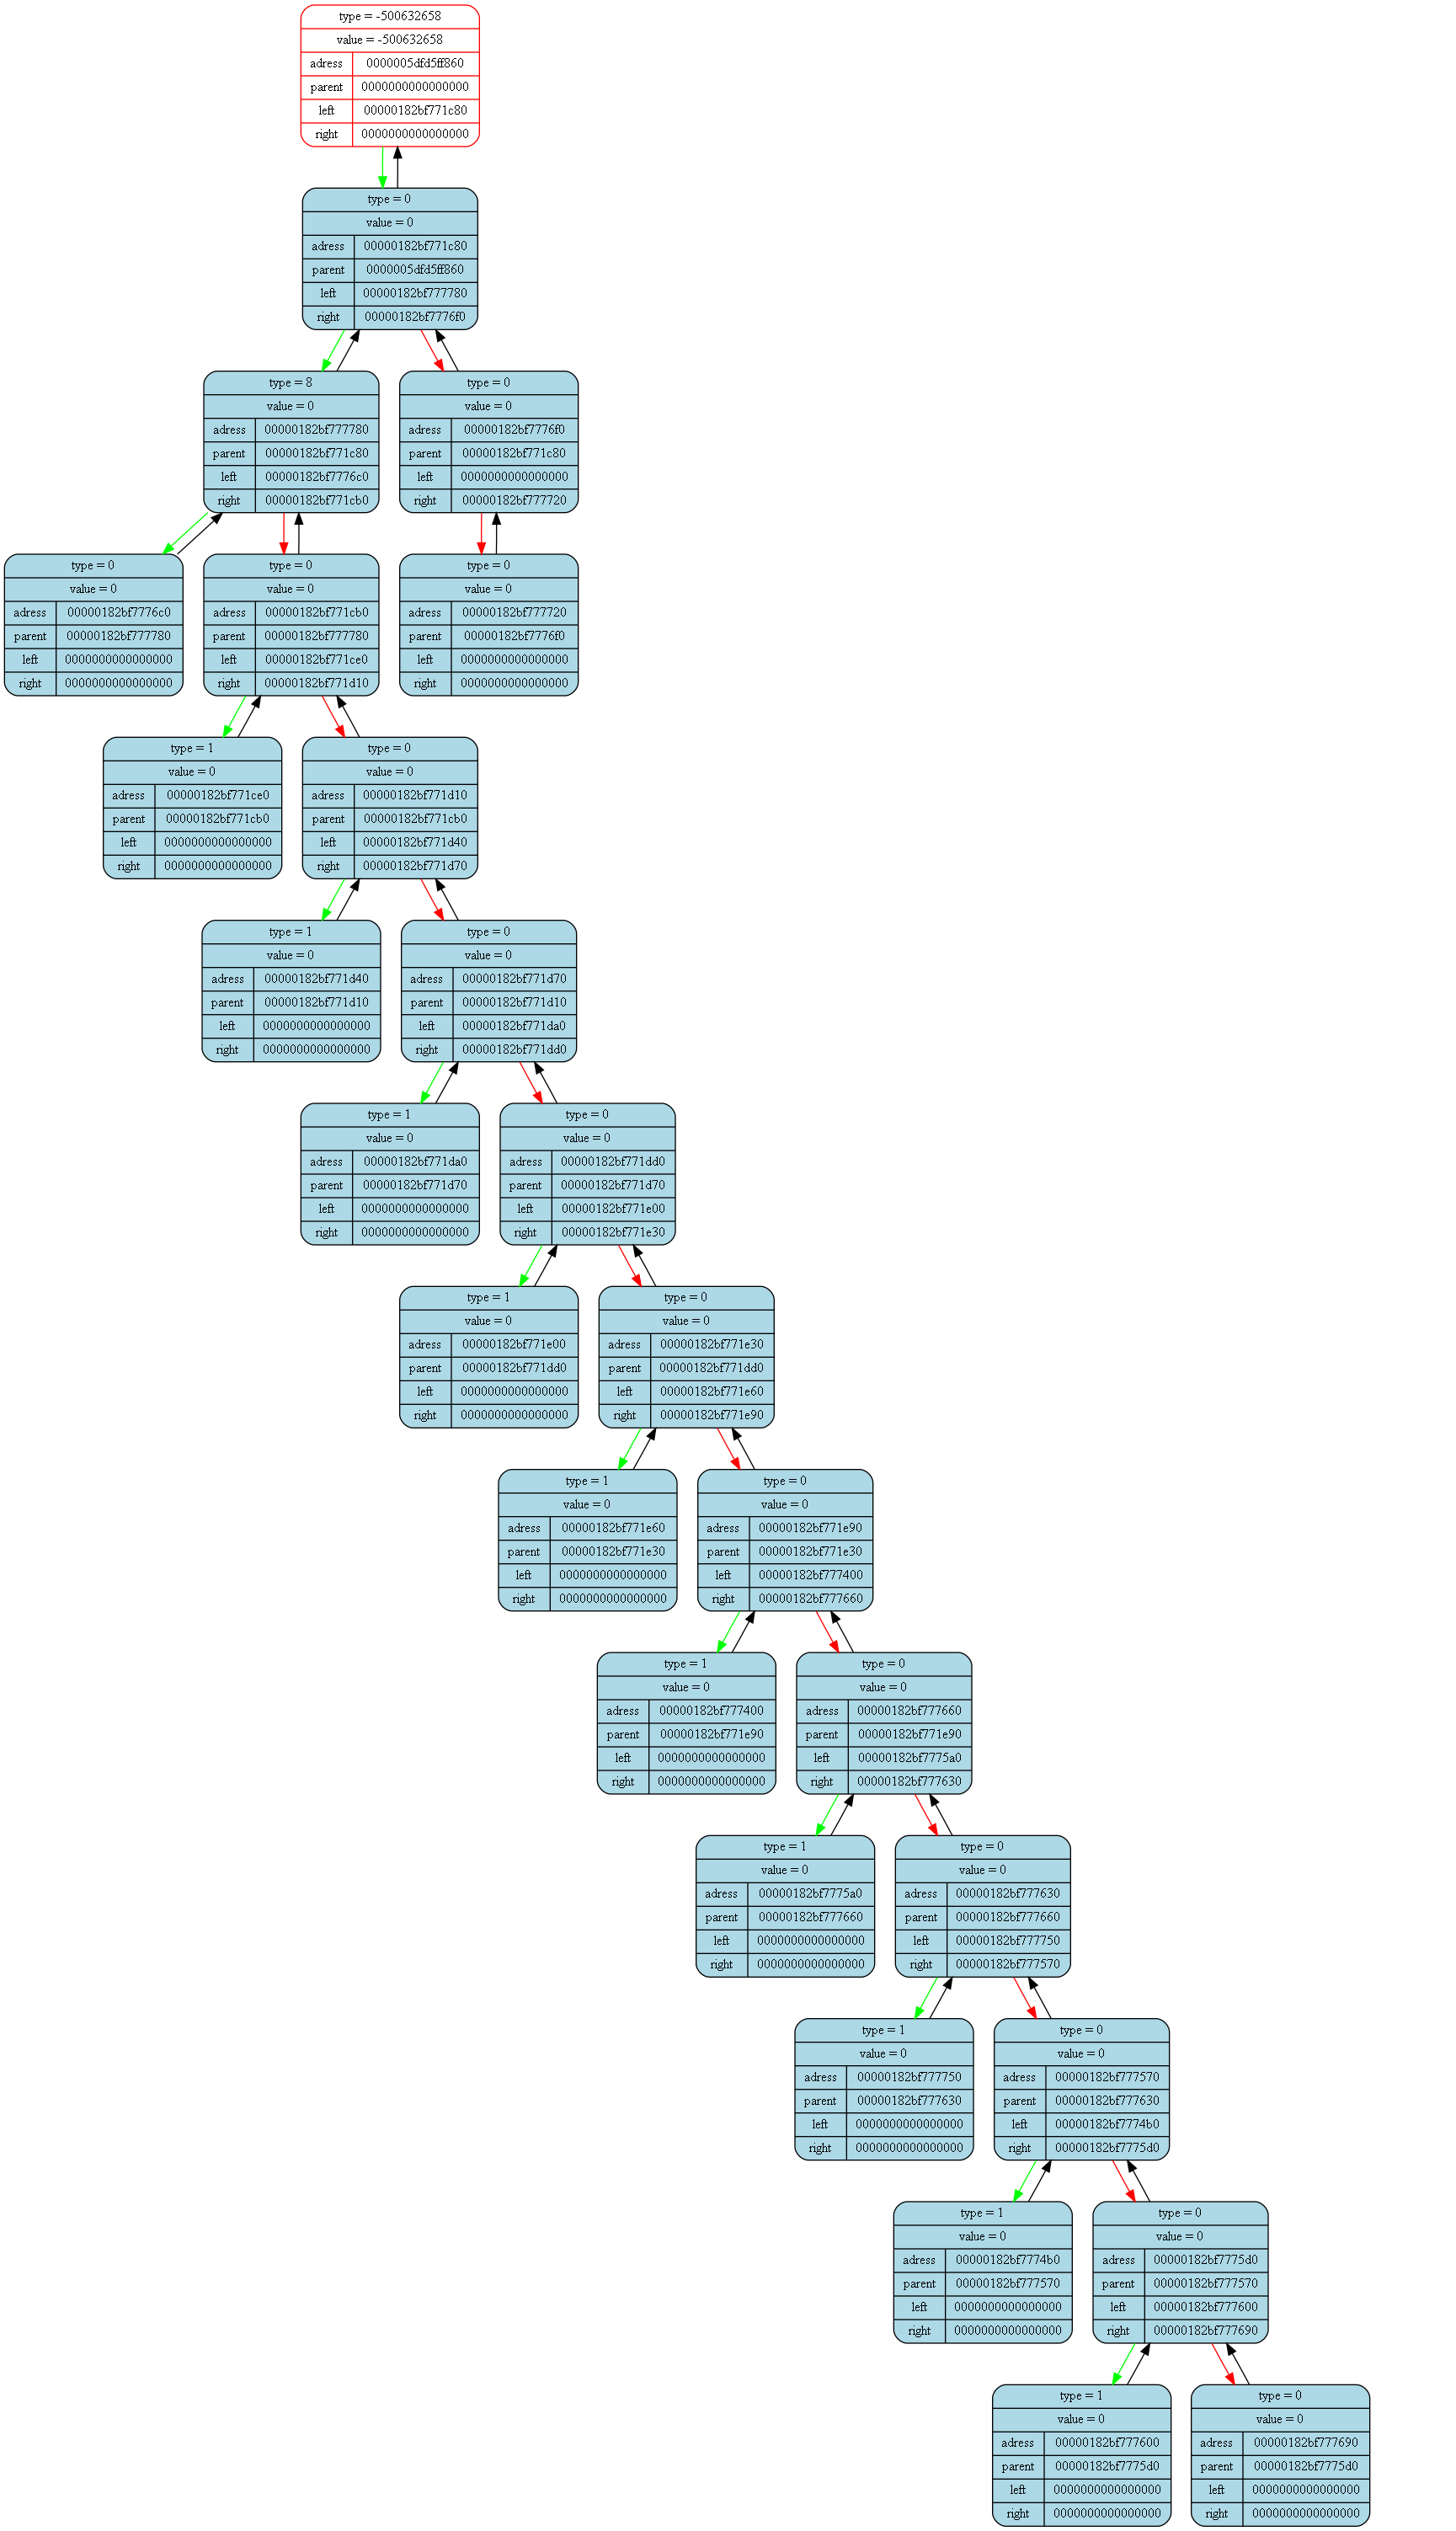 type = -500632658
value = -500632658
adress 0000005dfd5ff860
parent 0000000000000000
left 00000182bf771c80
right 0000000000000000
type = 0
value = 0
adress 00000182bf771c80
parent 0000005dfd5ff860
left 00000182bf777780
right 00000182bf7776f0
type = 8
value = 0
adress 00000182bf777780
parent 00000182bf771c80
left 00000182bf7776c0
right 00000182bf771cb0
type = 0
value = 0
adress 00000182bf7776f0
parent 00000182bf771c80
left 0000000000000000
right 00000182bf777720
type = 0
value = 0
adress 00000182bf7776c0
parent 00000182bf777780
left 0000000000000000
right 0000000000000000
type = 0
value = 0
adress 00000182bf771cb0
parent 00000182bf777780
left 00000182bf771ce0
right 00000182bf771d10
type = 0
value = 0
adress 00000182bf777720
parent 00000182bf7776f0
left 0000000000000000
right 0000000000000000
type = 1
value = 0
adress 00000182bf771ce0
parent 00000182bf771cb0
left 0000000000000000
right 0000000000000000
type = 0
value = 0
adress 00000182bf771d10
parent 00000182bf771cb0
left 00000182bf771d40
right 00000182bf771d70
type = 1
value = 0
adress 00000182bf771d40
parent 00000182bf771d10
left 0000000000000000
right 0000000000000000
type = 0
value = 0
adress 00000182bf771d70
parent 00000182bf771d10
left 00000182bf771da0
right 00000182bf771dd0
type = 1
value = 0
adress 00000182bf771da0
parent 00000182bf771d70
left 0000000000000000
right 0000000000000000
type = 0
value = 0
adress 00000182bf771dd0
parent 00000182bf771d70
left 00000182bf771e00
right 00000182bf771e30
type = 1
value = 0
adress 00000182bf771e00
parent 00000182bf771dd0
left 0000000000000000
right 0000000000000000
type = 0
value = 0
adress 00000182bf771e30
parent 00000182bf771dd0
left 00000182bf771e60
right 00000182bf771e90
type = 1
value = 0
adress 00000182bf771e60
parent 00000182bf771e30
left 0000000000000000
right 0000000000000000
type = 0
value = 0
adress 00000182bf771e90
parent 00000182bf771e30
left 00000182bf777400
right 00000182bf777660
type = 1
value = 0
adress 00000182bf777400
parent 00000182bf771e90
left 0000000000000000
right 0000000000000000
type = 0
value = 0
adress 00000182bf777660
parent 00000182bf771e90
left 00000182bf7775a0
right 00000182bf777630
type = 1
value = 0
adress 00000182bf7775a0
parent 00000182bf777660
left 0000000000000000
right 0000000000000000
type = 0
value = 0
adress 00000182bf777630
parent 00000182bf777660
left 00000182bf777750
right 00000182bf777570
type = 1
value = 0
adress 00000182bf777750
parent 00000182bf777630
left 0000000000000000
right 0000000000000000
type = 0
value = 0
adress 00000182bf777570
parent 00000182bf777630
left 00000182bf7774b0
right 00000182bf7775d0
type = 1
value = 0
adress 00000182bf7774b0
parent 00000182bf777570
left 0000000000000000
right 0000000000000000
type = 0
value = 0
adress 00000182bf7775d0
parent 00000182bf777570
left 00000182bf777600
right 00000182bf777690
type = 1
value = 0
adress 00000182bf777600
parent 00000182bf7775d0
left 0000000000000000
right 0000000000000000
type = 0
value = 0
adress 00000182bf777690
parent 00000182bf7775d0
left 0000000000000000
right 0000000000000000